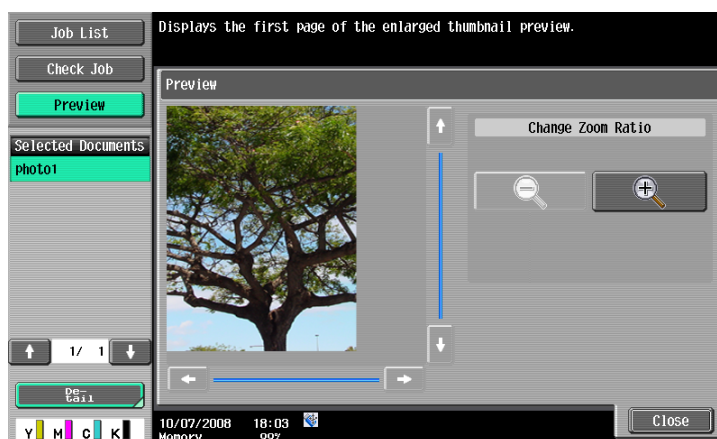 Job List
Check Job
Preview
Selected Documents
photo1
1/ 1
De-
tail
Y M C K
Displays the first page of the enlarged thumbnail preview.
Preview
Change Zoom Ratio
10/07/2008 18:03
Memory 99%
Close